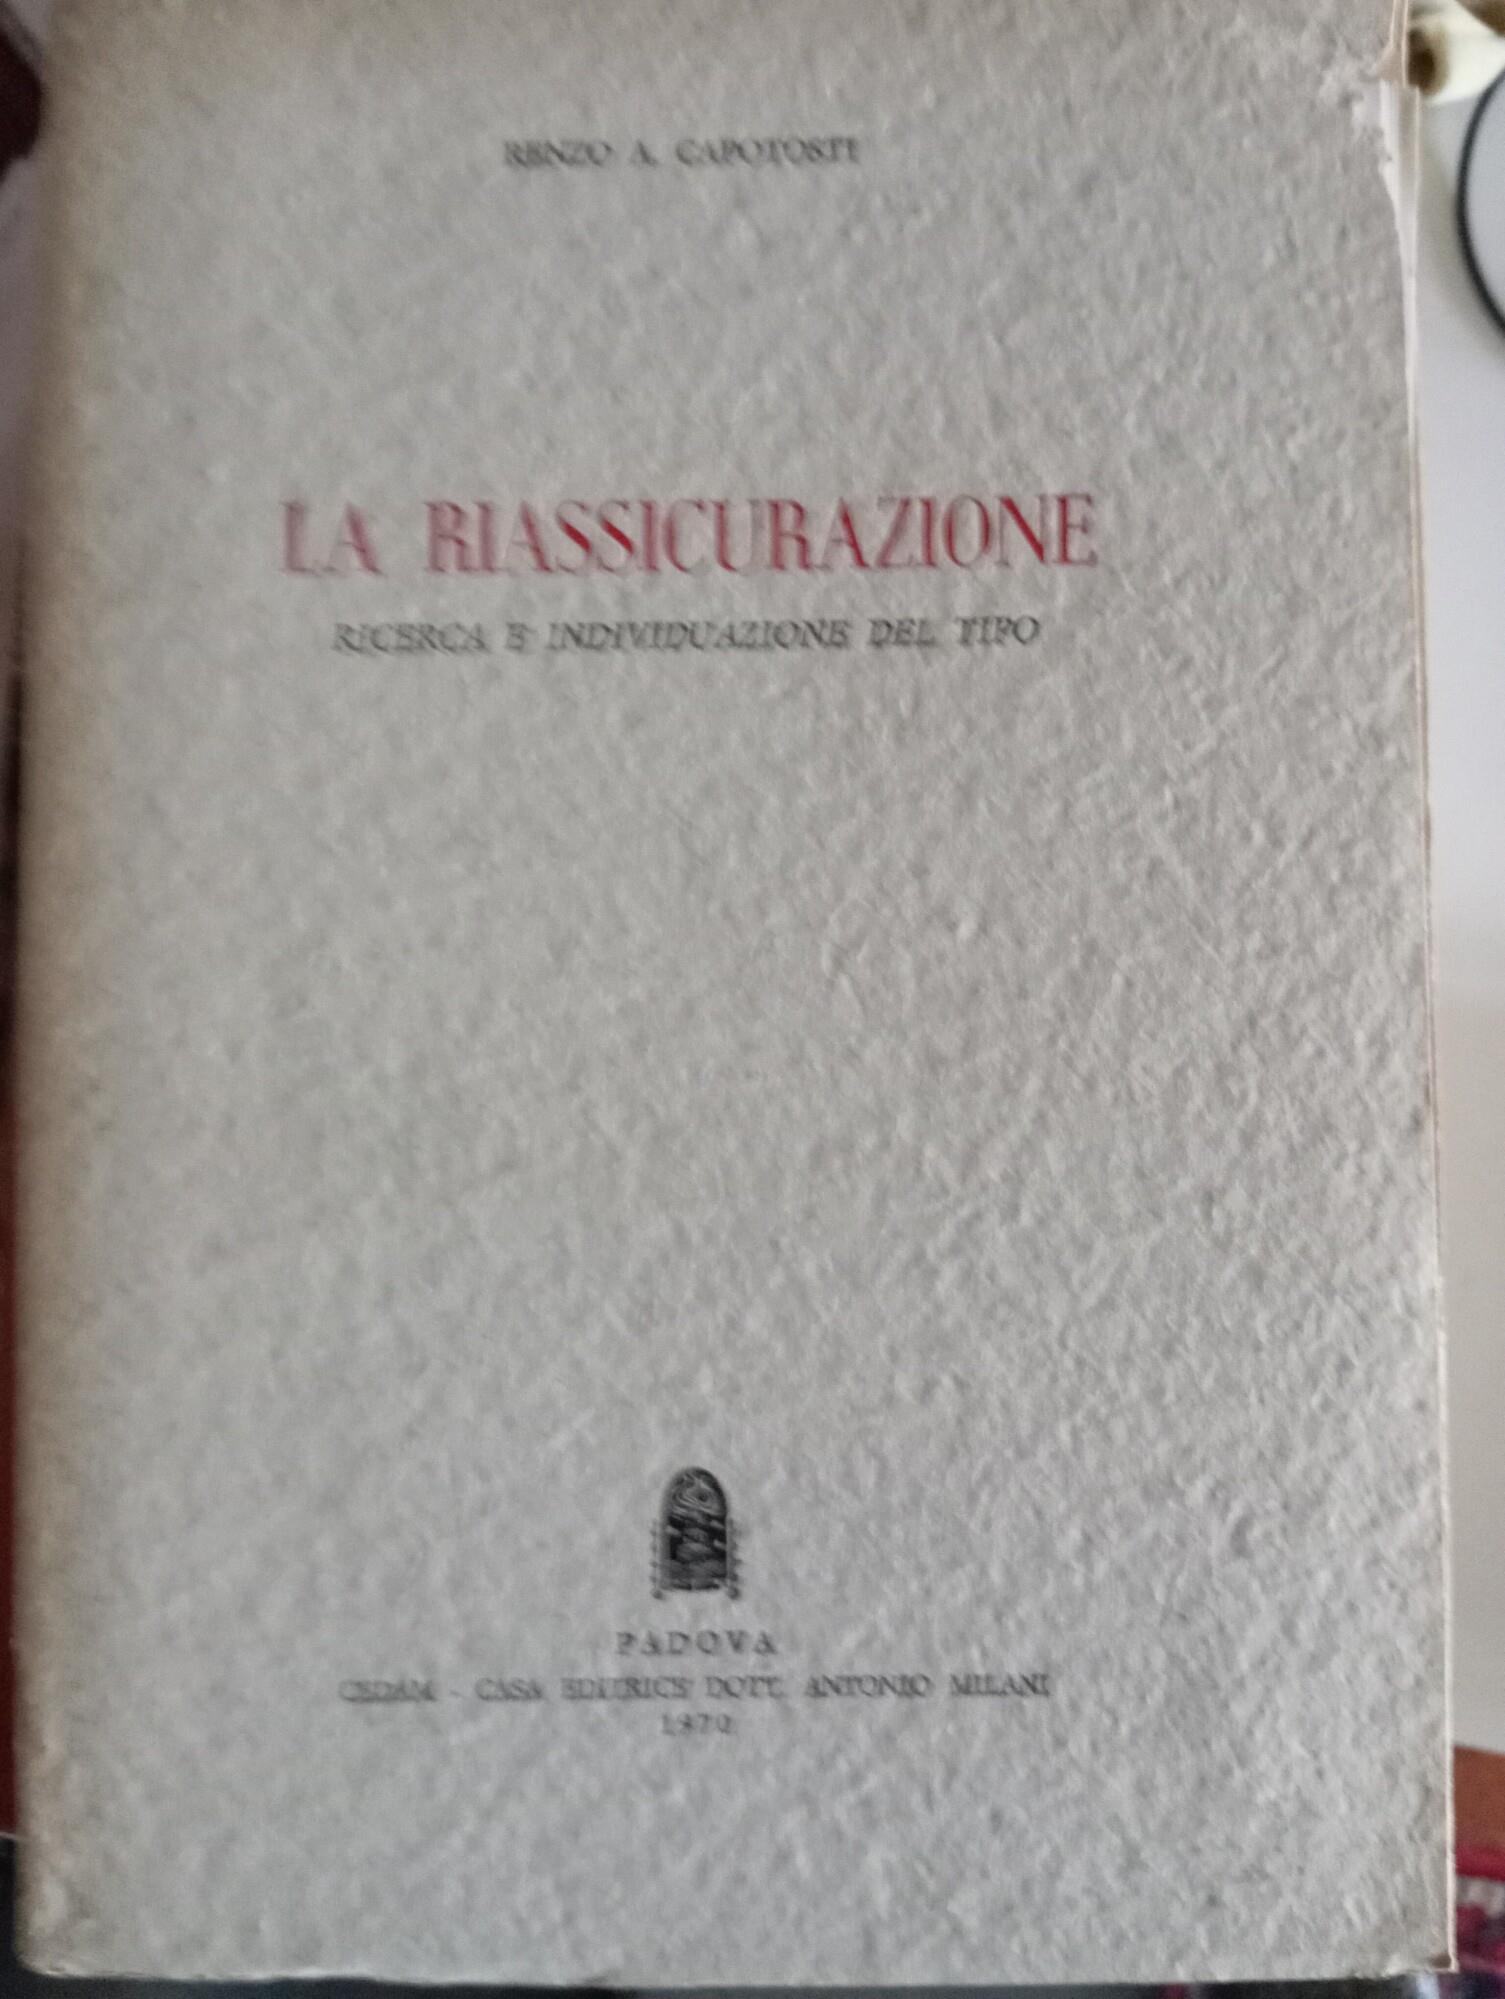 RENZO A. CAPOTOSTI
LA RIASSICURAZIONE
RICERCA E INDIVIDUAZIONE DEL TIPO
PADOVA
CEDAM - CASA EDITRICE DOTT. ANTONIO MILANI
1970